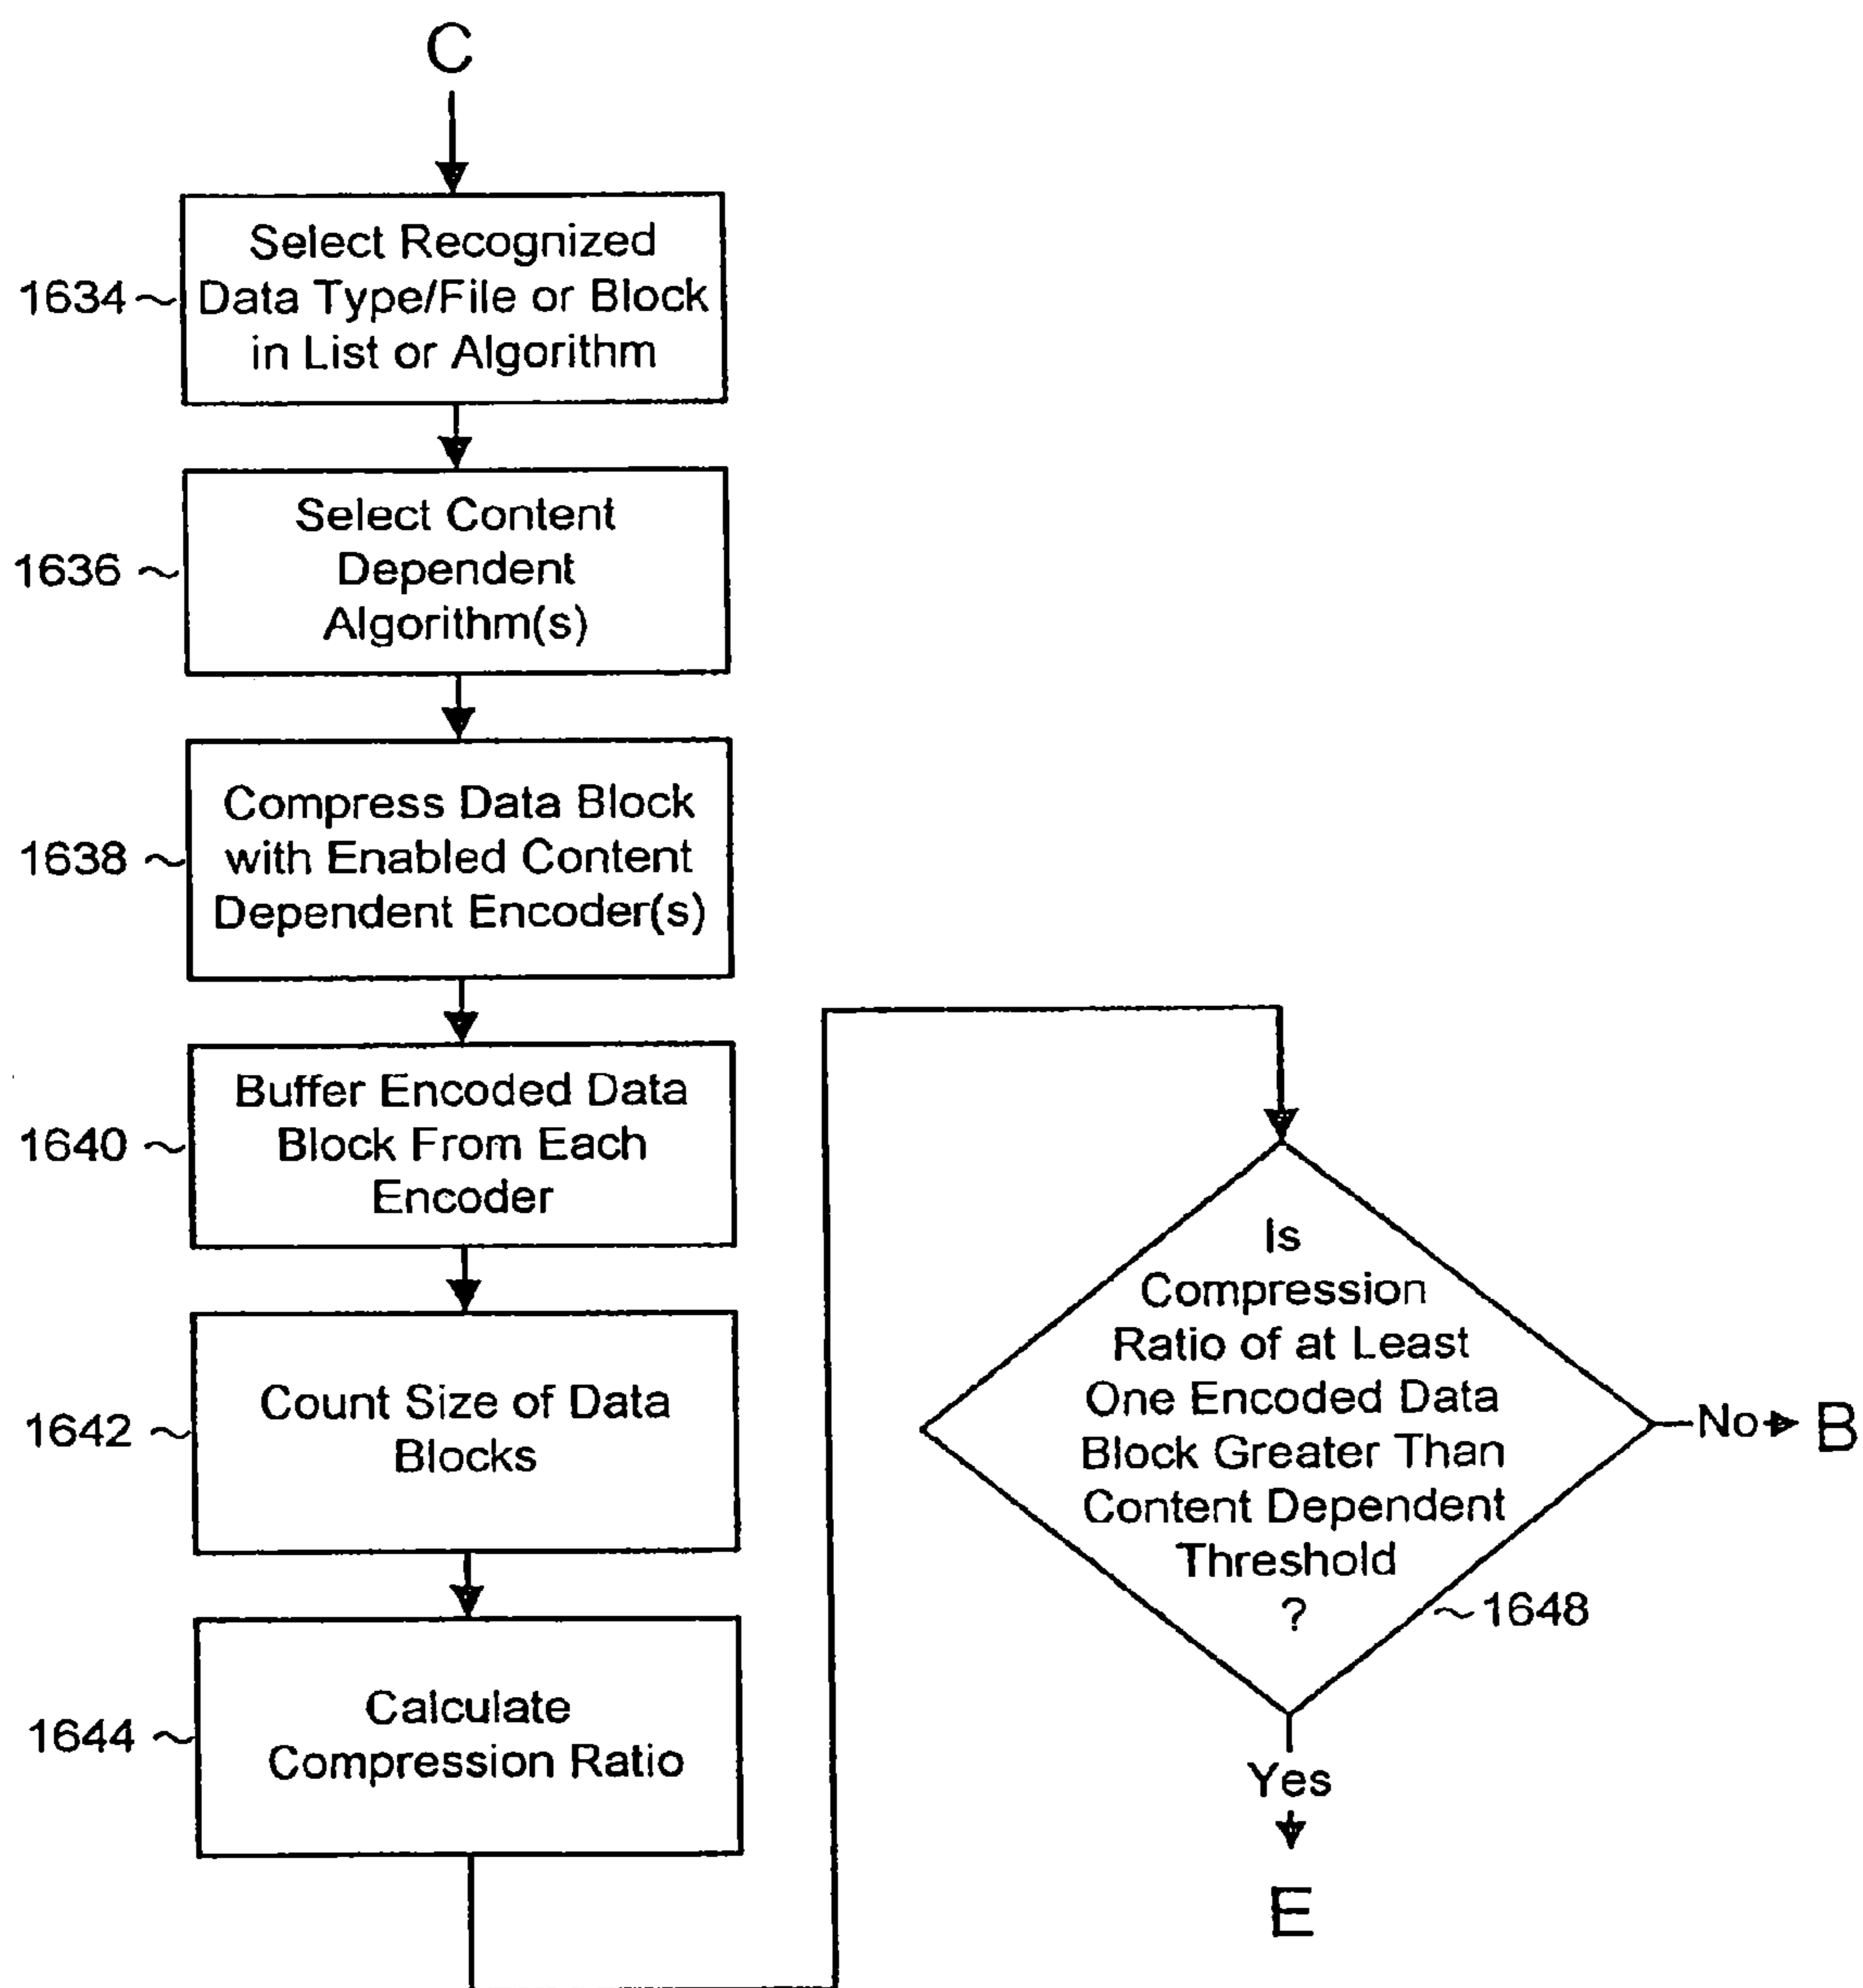 C
Select Recognized
1634 ~ Data Type/File or Block
in List or Algorithm
Select Content
1636 ~ Dependent
Algorithm(s)
Compress Data Block
1638 ~ with Enabled Content
Dependent Encoder(s)
Buffer Encoded Data
1640 ~ Block From Each
Encoder
Count Size of Data
1642 ~ Blocks
Calculate
1644 ~ Compression Ratio
Is
Compression
Ratio of at Least
One Encoded Data
Block Greater Than
Content Dependent
Threshold
?
~ 1648
No B
Yes
E